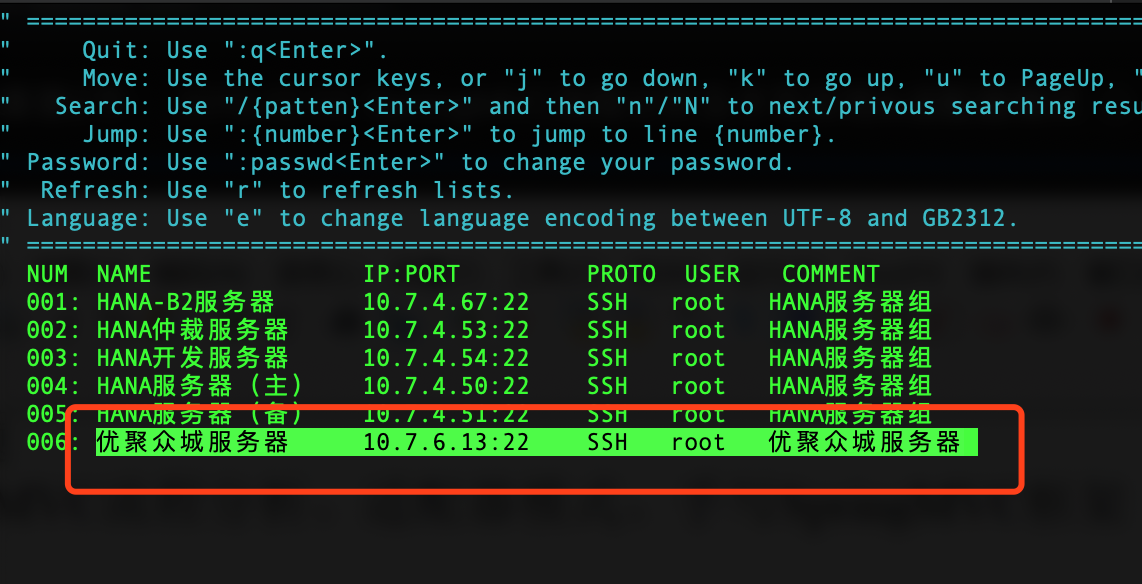 " ================================================================================
"     Quit: Use ":q<Enter>".
"     Move: Use the cursor keys, or "j" to go down, "k" to go up, "u" to PageUp, "
"   Search: Use "/{patten}<Enter>" and then "n"/"N" to next/privous searching resu
"     Jump: Use ":{number}<Enter>" to jump to line {number}.
" Password: Use ":passwd<Enter>" to change your password.
"  Refresh: Use "r" to refresh lists.
" Language: Use "e" to change language encoding between UTF-8 and GB2312.
" ================================================================================
NUM  NAME  IP:PORT  PROTO  USER  COMMENT
001: HANA-B2服务器  10.7.4.67:22  SSH  root  HANA服务器组
002: HANA仲裁服务器  10.7.4.53:22  SSH  root  HANA服务器组
003: HANA开发服务器  10.7.4.54:22  SSH  root  HANA服务器组
004: HANA服务器（主）  10.7.4.50:22  SSH  root  HANA服务器组
005: HANA服务器（备）  10.7.4.51:22  SSH  root  HANA服务器组
006: 优聚众城服务器  10.7.6.13:22  SSH  root  优聚众城服务器